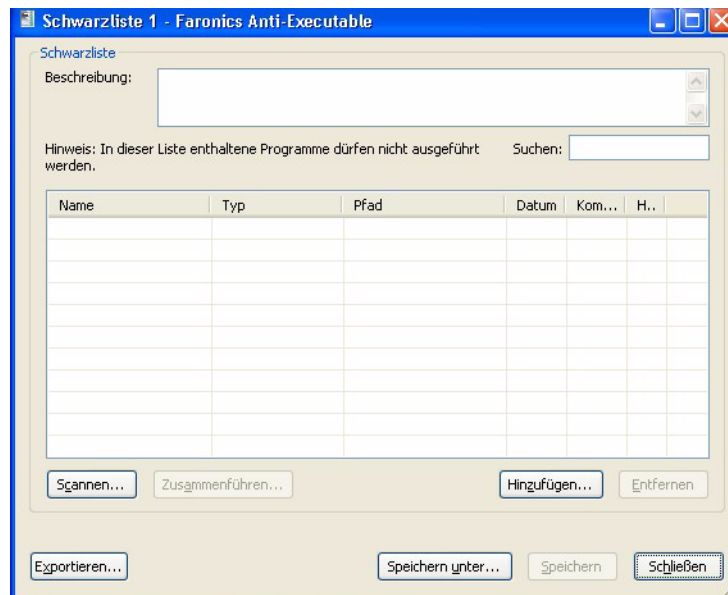 Schwarzliste 1 - Faronics Anti-Executable
Schwarzliste
Beschreibung:
Hinweis: In dieser Liste enthaltene Programme dürfen nicht ausgeführt
werden.
Suchen:
Name Typ Pfad Datum Kom... H..
Scannen... Zusammenführen... Hinzufügen... Entfernen
Exportieren... Speichern unter... Speichern Schließen